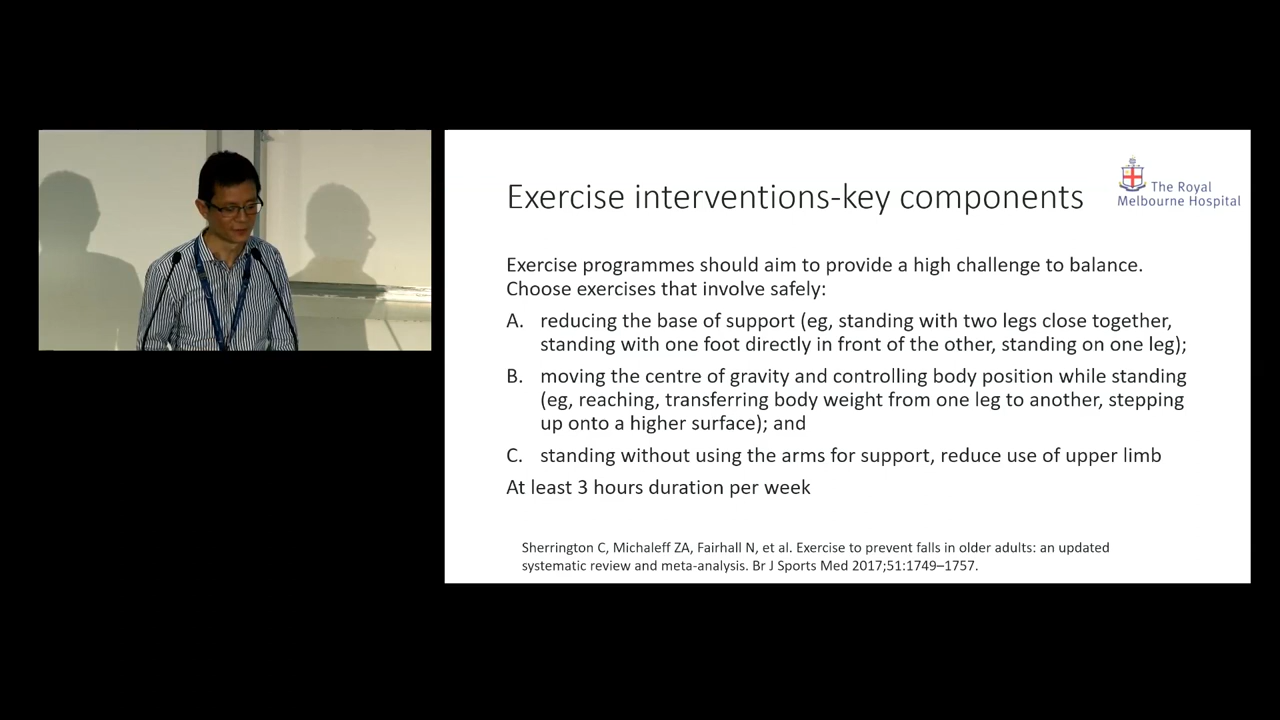 Exercise interventions-key components
The Royal
Melbourne Hospital
Exercise programmes should aim to provide a high challenge to balance.
Choose exercises that involve safely:
A. reducing the base of support (eg, standing with two legs close together,
standing with one foot directly in front of the other, standing on one leg);
B. moving the centre of gravity and controlling body position while standing
(eg, reaching, transferring body weight from one leg to another, stepping
up onto a higher surface); and
C. standing without using the arms for support, reduce use of upper limb
At least 3 hours duration per week
Sherrington C, Michaleff ZA, Fairhall N, et al. Exercise to prevent falls in older adults: an updated
systematic review and meta-analysis. Br J Sports Med 2017;51:1749–1757.